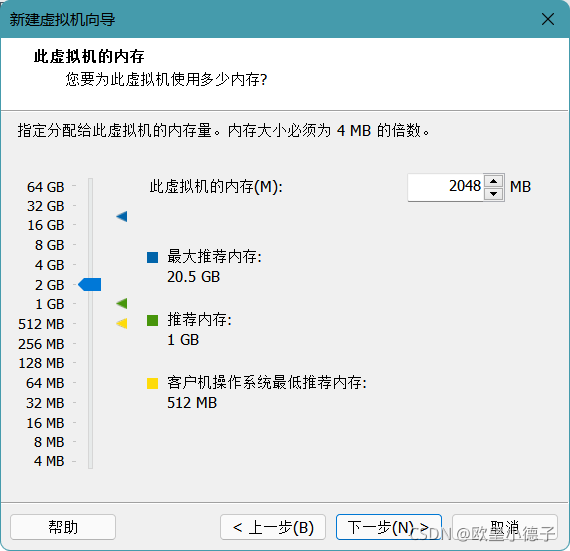 新建虚拟机向导
此虚拟机的内存
您要为此虚拟机使用多少内存?
指定分配给此虚拟机的内存量。内存大小必须为 4 MB 的倍数。
64 GB
32 GB
16 GB
8 GB
4 GB
2 GB
1 GB
512 MB
256 MB
128 MB
64 MB
32 MB
16 MB
8 MB
4 MB
此虚拟机的内存(M): 2048 MB
最大推荐内存:
20.5 GB
推荐内存:
1 GB
客户机操作系统最低推荐内存:
512 MB
帮助 < 上一步(B) 下一步(N) > 取消
CSDN @欧皇小德子